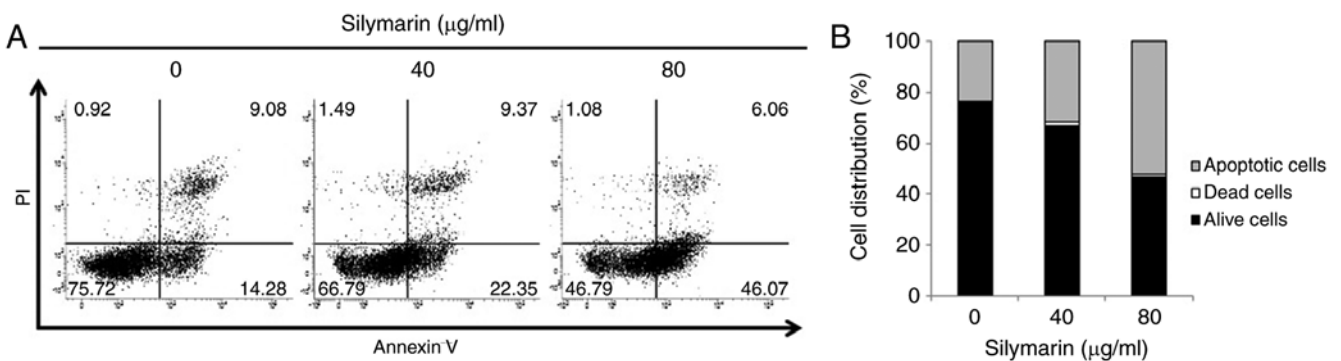 A
Silymarin (μg/ml)
0 40 80
0.92 9.08 1.49 9.37 1.08 6.06
PI
75.72 14.28 66.79 22.35 46.79 46.07
Annexin-V
B
100
80
60
40
20
0
Cell distribution (%)
0 40 80
Silymarin (μg/ml)
Apoptotic cells
Dead cells
Alive cells